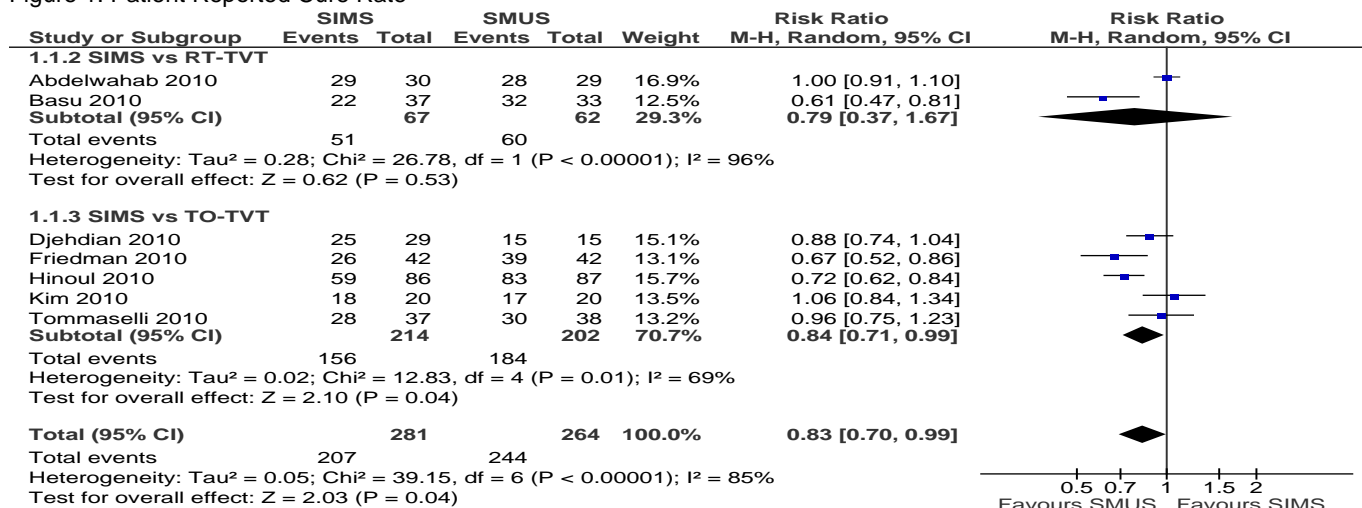 Figure 1: Patient Reported Cure Rate
SIMS SMUS Risk Ratio Risk Ratio
Study or Subgroup Events Total Events Total Weight M-H, Random, 95% CI M-H, Random, 95% CI
1.1.2 SIMS vs RT-TVT
Abdelwahab 2010 29 30 28 29 16.9% 1.00 [0.91, 1.10]
Basu 2010 22 37 32 33 12.5% 0.61 [0.47, 0.81]
Subtotal (95% CI) 67 62 29.3% 0.79 [0.37, 1.67]
Total events 51 60
Heterogeneity: Tau² = 0.28; Chi² = 26.78, df = 1 (P < 0.00001); I² = 96%
Test for overall effect: Z = 0.62 (P = 0.53)
1.1.3 SIMS vs TO-TVT
Djehdian 2010 25 29 15 15 15.1% 0.88 [0.74, 1.04]
Friedman 2010 26 42 39 42 13.1% 0.67 [0.52, 0.86]
Hinoul 2010 59 86 83 87 15.7% 0.72 [0.62, 0.84]
Kim 2010 18 20 17 20 13.5% 1.06 [0.84, 1.34]
Tommaselli 2010 28 37 30 38 13.2% 0.96 [0.75, 1.23]
Subtotal (95% CI) 214 202 70.7% 0.84 [0.71, 0.99]
Total events 156 184
Heterogeneity: Tau² = 0.02; Chi² = 12.83, df = 4 (P = 0.01); I² = 69%
Test for overall effect: Z = 2.10 (P = 0.04)
Total (95% CI) 281 264 100.0% 0.83 [0.70, 0.99]
Total events 207 244
Heterogeneity: Tau² = 0.05; Chi² = 39.15, df = 6 (P < 0.00001); I² = 85%
Test for overall effect: Z = 2.03 (P = 0.04)
0.5 0.7 1 1.5 2
Favours SMUS Favours SIMS